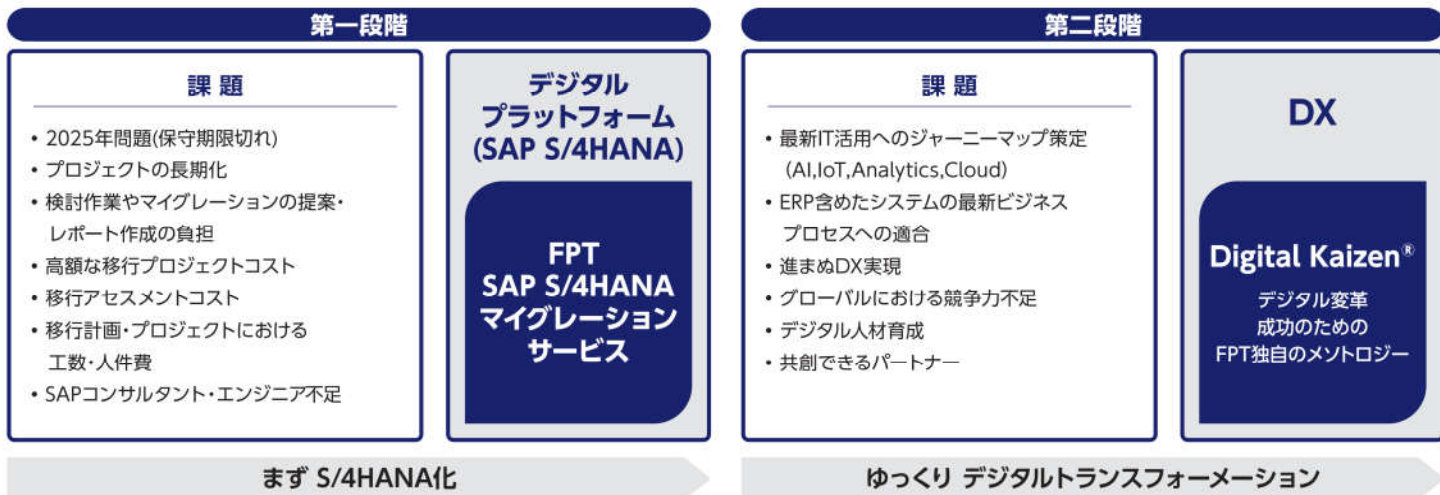 第一段階
課題
• 2025年問題(保守期限切れ)
• プロジェクトの長期化
• 検討作業やマイグレーションの提案・
レポート作成の負担
• 高額な移行プロジェクトコスト
• 移行アセスメントコスト
• 移行計画・プロジェクトにおける
工数・人件費
• SAPコンサルタント・エンジニア不足
デジタル
プラットフォーム
(SAP S/4HANA)
FPT
SAP S/4HANA
マイグレーション
サービス
まず S/4HANA化
第二段階
課題
• 最新IT活用へのジャーニーマップ策定
(AI,IoT,Analytics,Cloud)
• ERP含めたシステムの最新ビジネス
プロセスへの適合
• 進まぬDX実現
• グローバルにおける競争力不足
• デジタル人材育成
• 共創できるパートナー
DX
Digital Kaizen®
デジタル変革
成功のための
FPT独自のメソトロジー
ゆっくり デジタルトランスフォーメーション